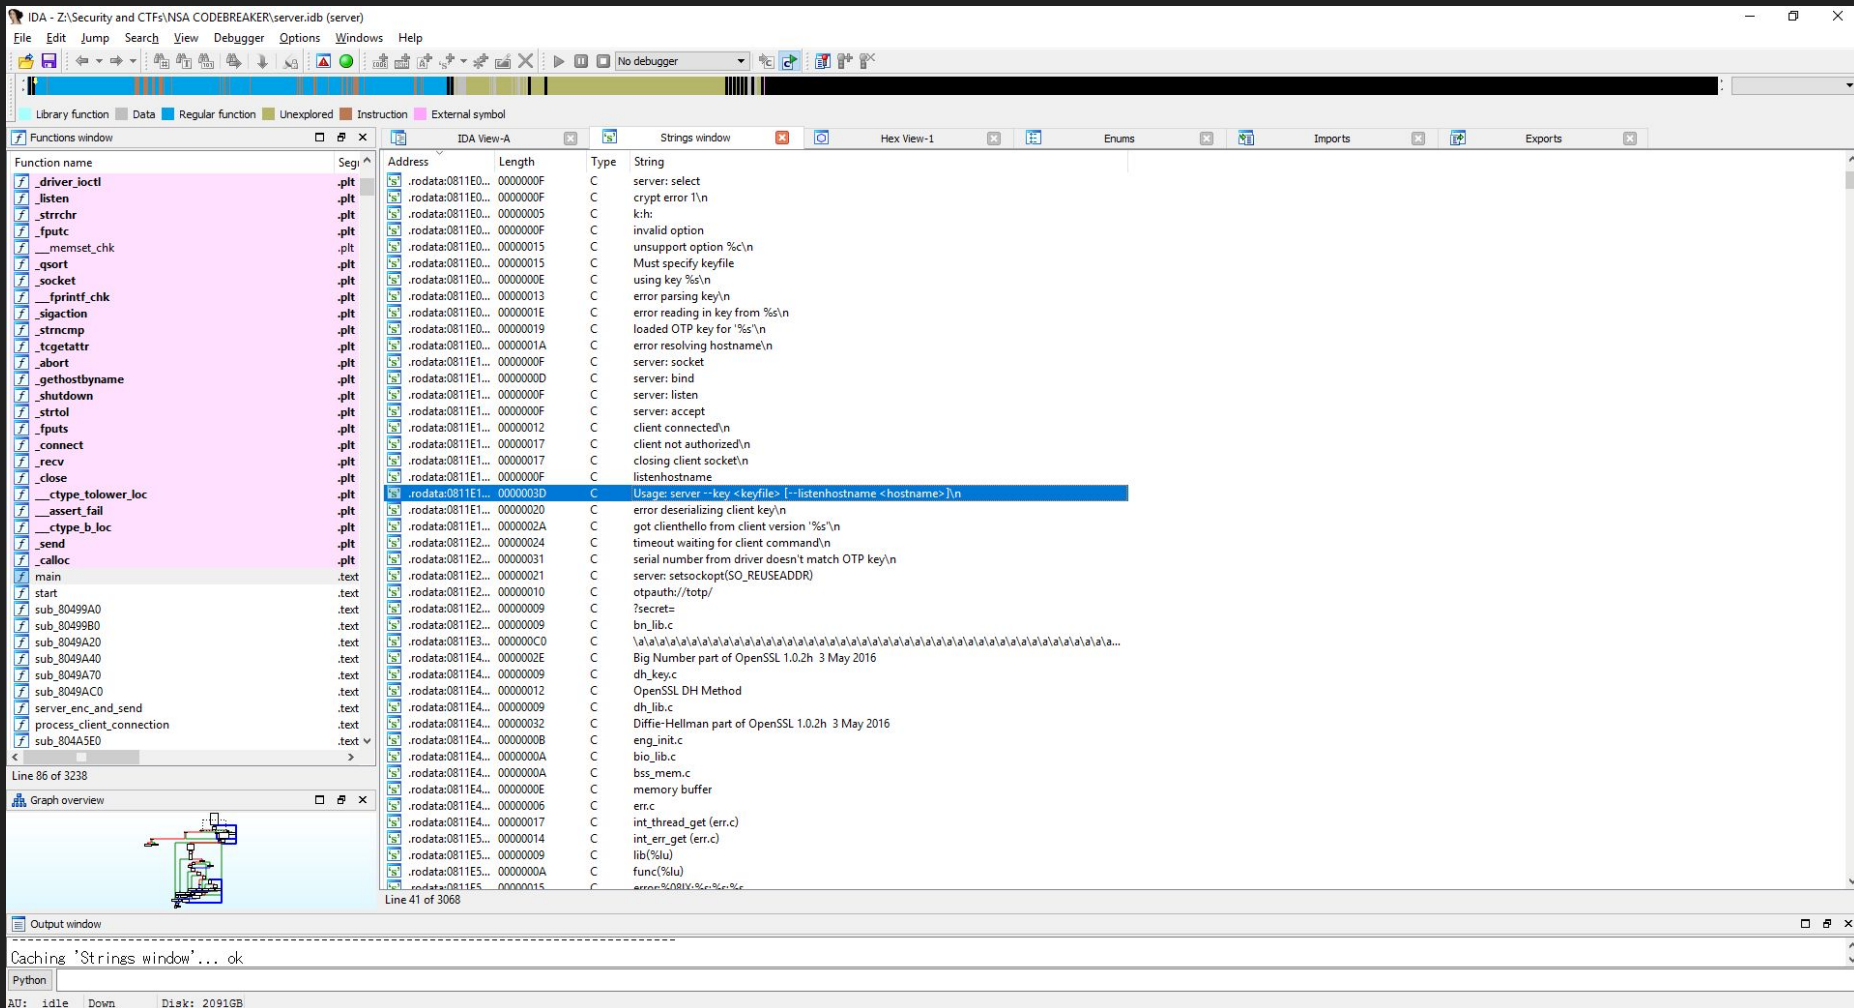 IDA - Z:\Security and CTFs\NSA CODEBREAKER\server.idb (server)
File Edit Jump Search View Debugger Options Windows Help
No debugger
Library function Data Regular function Unexplored Instruction External symbol
Functions window
IDA View-A Strings window Hex View-1 Enums Imports Exports
Function name Seg
_driver_ioctl .plt
_listen .plt
_strrchr .plt
_fputc .plt
___memset_chk .plt
_qsort .plt
_socket .plt
___fprintf_chk .plt
_sigaction .plt
_strncmp .plt
_tcgetattr .plt
_abort .plt
_gethostbyname .plt
_shutdown .plt
_strtol .plt
_fputs .plt
_connect .plt
_recv .plt
_close .plt
___ctype_tolower_loc .plt
___assert_fail .plt
___ctype_b_loc .plt
_send .plt
_calloc .plt
main .text
start .text
sub_80499A0 .text
sub_80499B0 .text
sub_8049A20 .text
sub_8049A40 .text
sub_8049A70 .text
sub_8049AC0 .text
server_enc_and_send .text
process_client_connection .text
sub_804A5E0 .text
Line 86 of 3238
Graph overview
Address Length Type String
.rodata:0811E0... 0000000F C server: select
.rodata:0811E0... 0000000F C crypt error 1\n
.rodata:0811E0... 00000005 C k:h:
.rodata:0811E0... 0000000F C invalid option
.rodata:0811E0... 00000015 C unsupport option %c\n
.rodata:0811E0... 00000015 C Must specify keyfile
.rodata:0811E0... 0000000E C using key %s\n
.rodata:0811E0... 00000013 C error parsing key\n
.rodata:0811E0... 0000001E C error reading in key from %s\n
.rodata:0811E0... 00000019 C loaded OTP key for '%s'\n
.rodata:0811E0... 0000001A C error resolving hostname\n
.rodata:0811E1... 0000000F C server: socket
.rodata:0811E1... 0000000D C server: bind
.rodata:0811E1... 0000000F C server: listen
.rodata:0811E1... 0000000F C server: accept
.rodata:0811E1... 00000012 C client connected\n
.rodata:0811E1... 00000017 C client not authorized\n
.rodata:0811E1... 00000017 C closing client socket\n
.rodata:0811E1... 0000000F C listenhostname
.rodata:0811E1... 0000003D C Usage: server --key <keyfile> [--listenhostname <hostname>]\n
.rodata:0811E1... 00000020 C error deserializing client key\n
.rodata:0811E1... 0000002A C got clienthello from client version '%s'\n
.rodata:0811E2... 00000024 C timeout waiting for client command\n
.rodata:0811E2... 00000031 C serial number from driver doesn't match OTP key\n
.rodata:0811E2... 00000021 C server: setsockopt(SO_REUSEADDR)
.rodata:0811E2... 00000010 C otpauth://totp/
.rodata:0811E2... 00000009 C ?secret=
.rodata:0811E2... 00000009 C bn_lib.c
.rodata:0811E3... 000000C0 C \a\a\a\a\a\a\a\a\a\a\a\a\a\a\a\a\a\a\a\a\a\a\a\a\a\a\a\a\a\a\a\a\a\a\a\a\a\a\a\a\a\a\a\a...
.rodata:0811E4... 0000002E C Big Number part of OpenSSL 1.0.2h 3 May 2016
.rodata:0811E4... 00000009 C dh_key.c
.rodata:0811E4... 00000012 C OpenSSL DH Method
.rodata:0811E4... 00000009 C dh_lib.c
.rodata:0811E4... 00000032 C Diffie-Hellman part of OpenSSL 1.0.2h 3 May 2016
.rodata:0811E4... 0000000B C eng_init.c
.rodata:0811E4... 0000000A C bio_lib.c
.rodata:0811E4... 0000000A C bss_mem.c
.rodata:0811E4... 0000000E C memory buffer
.rodata:0811E4... 00000006 C err.c
.rodata:0811E4... 00000017 C int_thread_get (err.c)
.rodata:0811E5... 00000014 C int_err_get (err.c)
.rodata:0811E5... 00000009 C lib(%lu)
.rodata:0811E5... 0000000A C func(%lu)
.rodata:0811E5... 00000015 C error:%08lX:%s:%s:%s
Line 41 of 3068
Output window
Caching 'Strings window'... ok
Python
AU: idle Down Disk: 2091GB